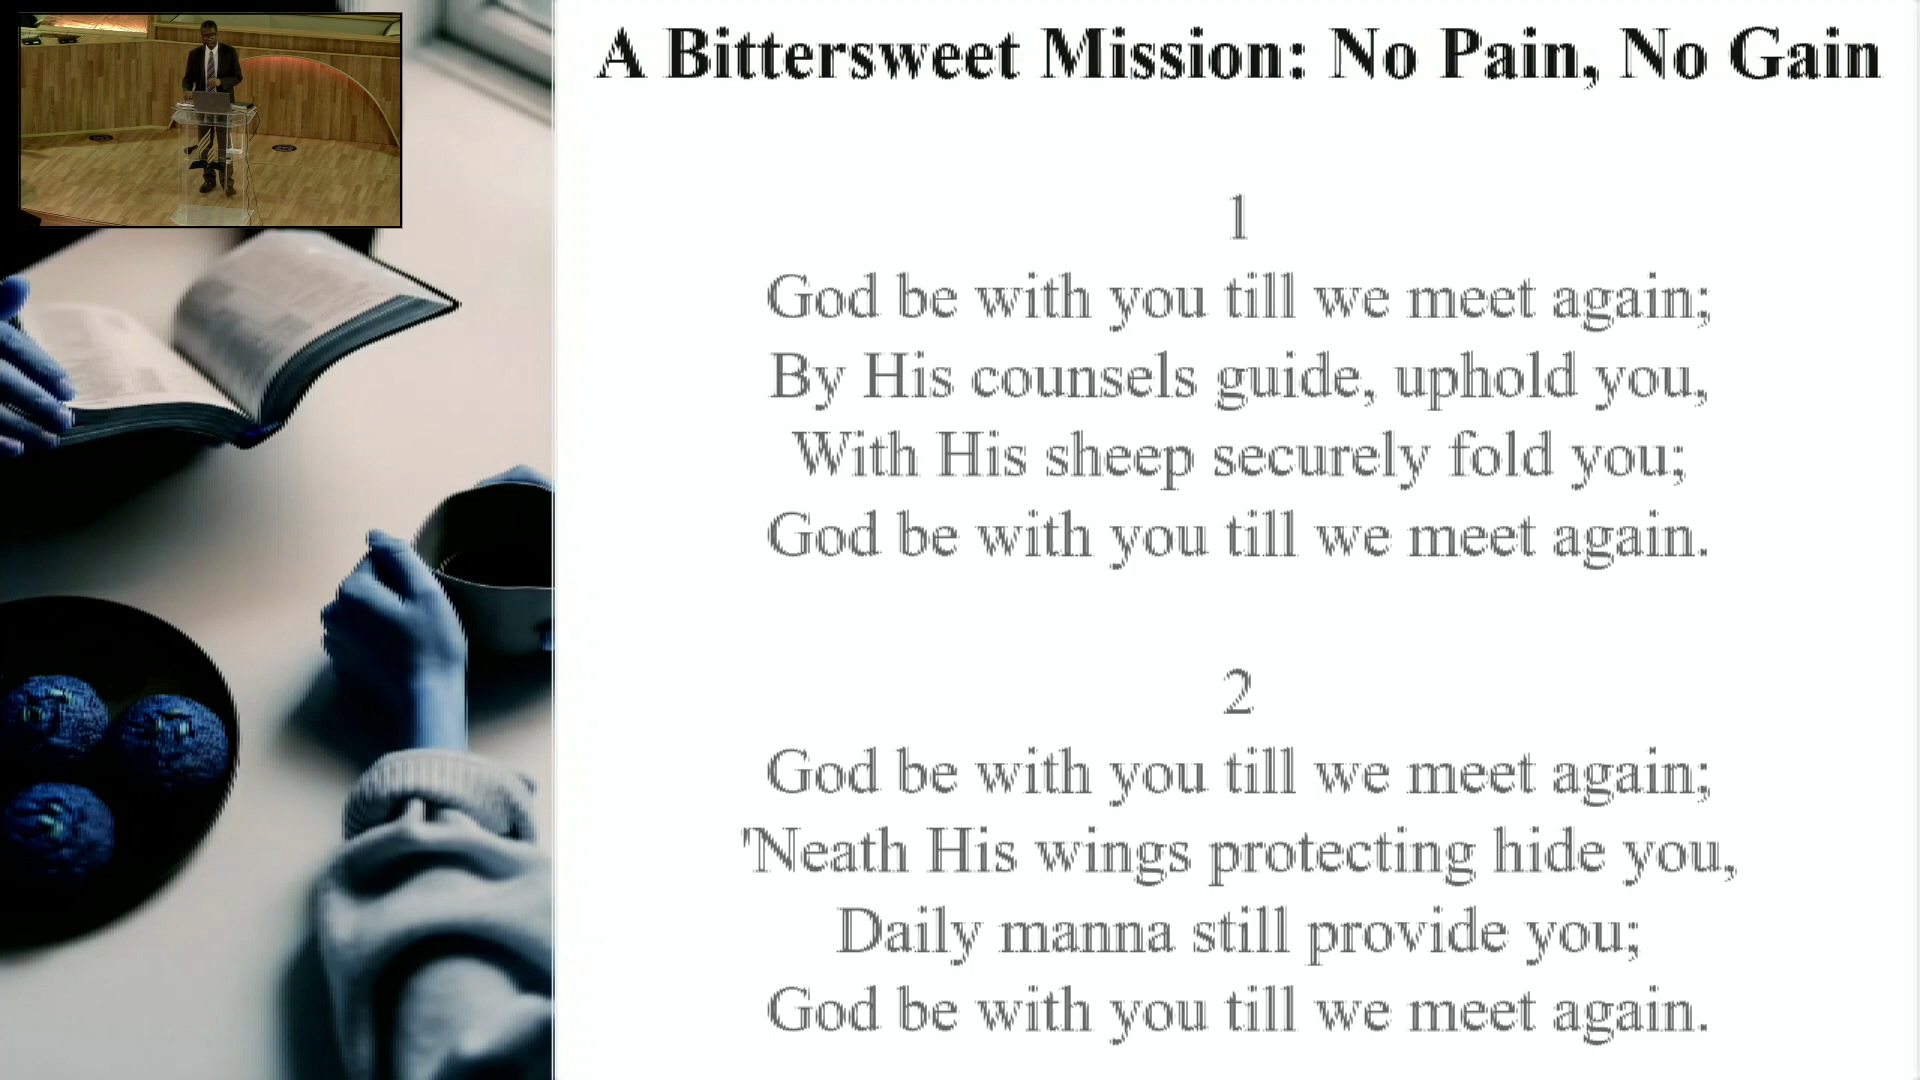 A Bittersweet Mission: No Pain, No Gain
1
God be with you till we meet again;
By His counsels guide, uphold you,
With His sheep securely fold you;
God be with you till we meet again.
2
God be with you till we meet again;
'Neath His wings protecting hide you,
Daily manna still provide you;
God be with you till we meet again.